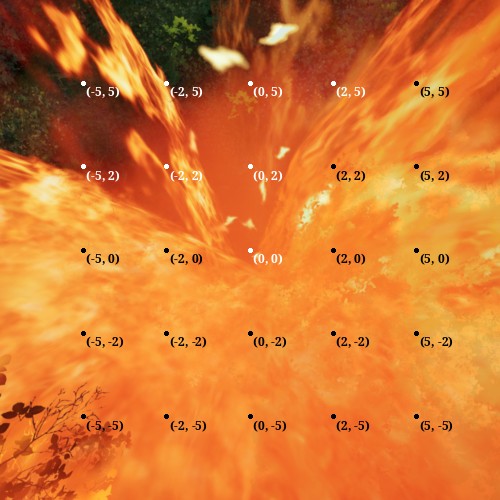 (-5, 5) (-2, 5) (0, 5) (2, 5) (5, 5)
(-5, 2) (-2, 2) (0, 2) (2, 2) (5, 2)
(-5, 0) (-2, 0) (0, 0) (2, 0) (5, 0)
(-5, -2) (-2, -2) (0, -2) (2, -2) (5, -2)
(-5, -5) (-2, -5) (0, -5) (2, -5) (5, -5)